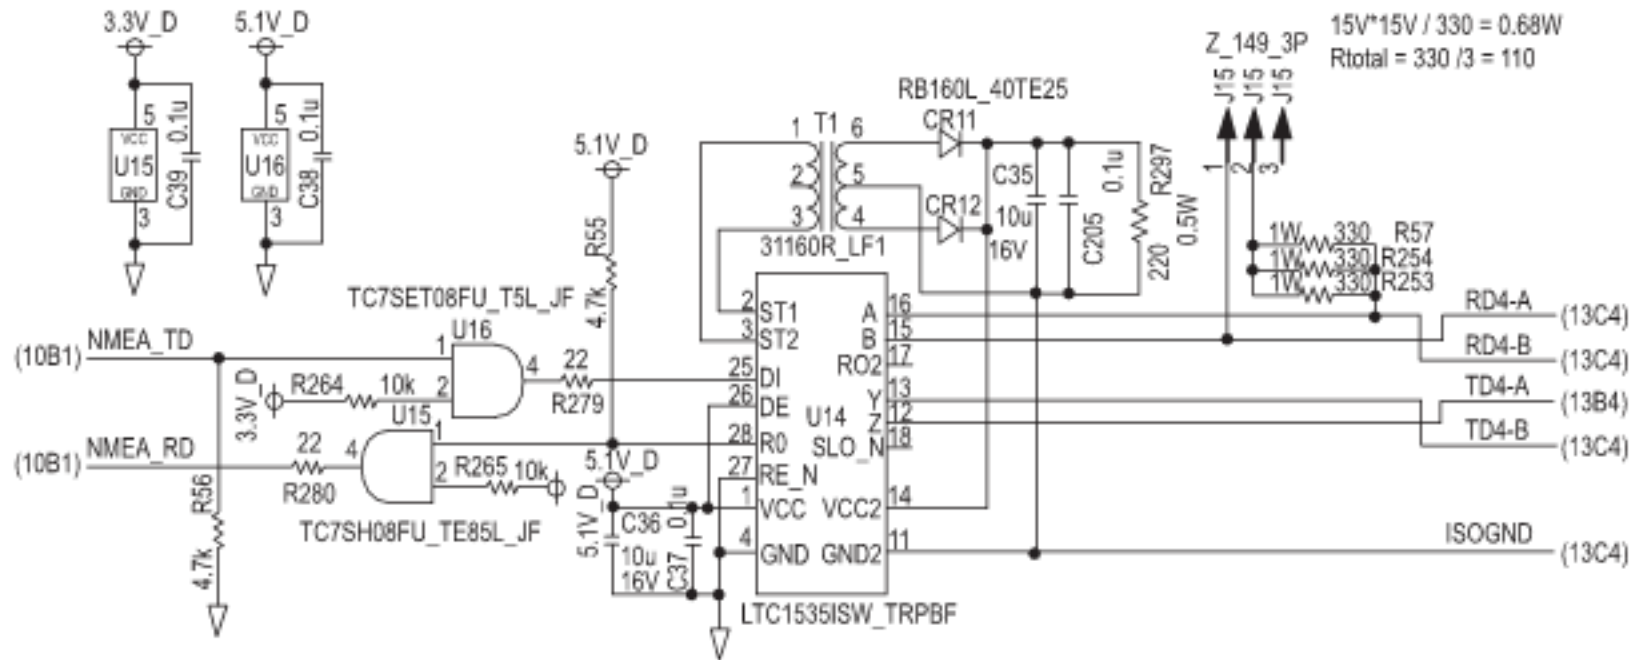 3.3V_D
5.1V_D
15V*15V / 330 = 0.68W
Rtotal = 330 /3 = 110
Z_149_3P
J15
J15
J15
1
2
3
5
VCC
U15
GND
3
C39
0.1u
5
VCC
U16
GND
3
C38
0.1u
RB160L_40TE25
CR11
CR12
T1
1
2
3
6
5
4
31160R_LF1
C35
10u
16V
0.1u
C205
R297
0.5W
220
5.1V_D
R55
4.7k
1W
330
R57
1W
330
R254
1W
330
R253
TC7SET08FU_T5L_JF
U16
(10B1)
NMEA_TD
1
2
4
22
R279
3.3V_D
R264
10k
U15
(10B1)
NMEA_RD
22
R280
4
1
2
R265
10k
TC7SH08FU_TE85L_JF
R56
4.7k
5.1V_D
5.1V_D
C36
10u
16V
0.1u
C37
2
ST1
3
ST2
25
DI
26
DE
28
R0
27
RE_N
1
VCC
4
GND
U14
A
16
B
15
RO2
17
Y
13
Z
12
SLO_N
18
VCC2
14
GND2
11
LTC1535ISW_TRPBF
RD4-A
(13C4)
RD4-B
(13C4)
TD4-A
(13B4)
TD4-B
(13C4)
ISOGND
(13C4)